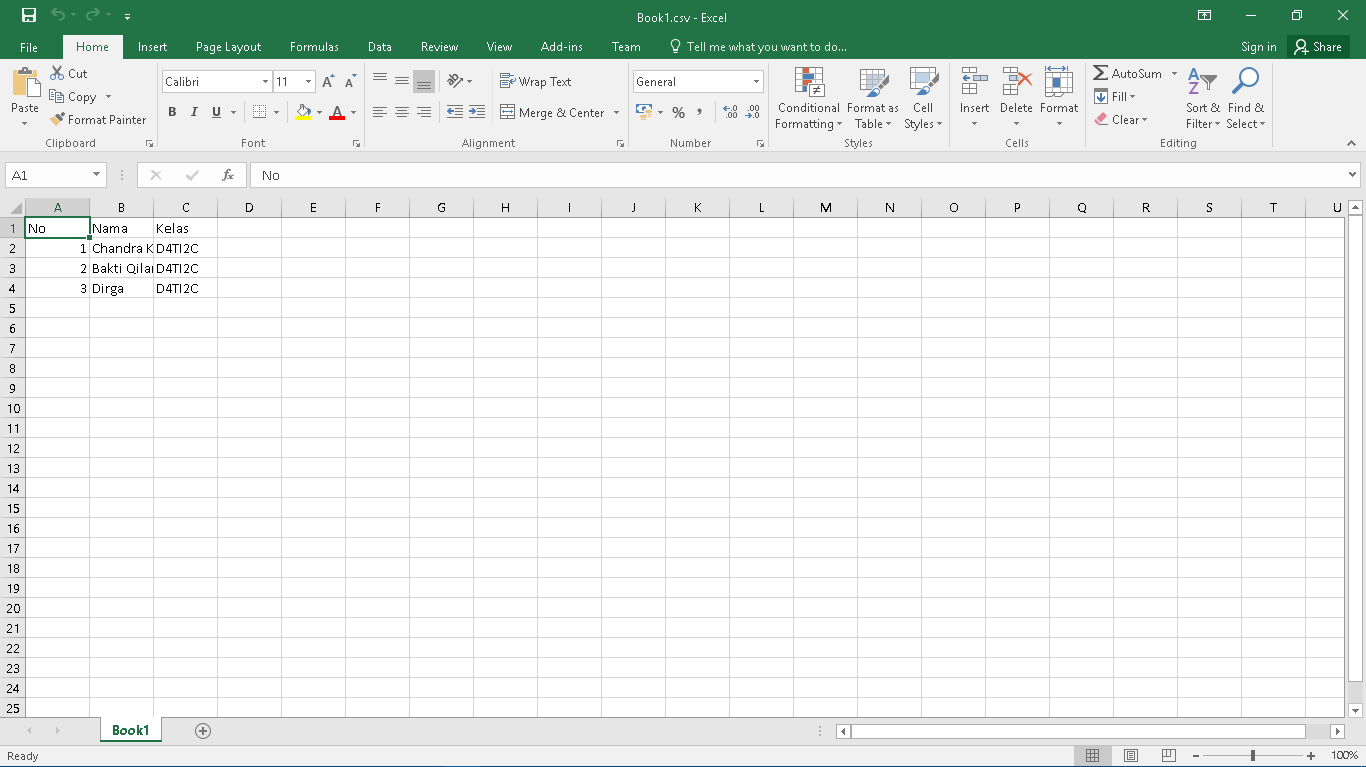 Book1.csv - Excel
File Home Insert Page Layout Formulas Data Review View Add-ins Team Tell me what you want to do... Sign in Share
Paste Cut
Copy
Format Painter
Clipboard
Calibri 11 A A
B I U A
Font
Wrap Text
Merge & Center
Alignment
General
% , .0 .00
Number
Conditional Formatting
Format as Table
Cell Styles
Styles
Insert Delete Format
Cells
AutoSum
Fill
Clear
Sort & Filter
Find & Select
Editing
A1 fx No
A B C D E F G H I J K L M N O P Q R S T U
1 No Nama Kelas
2 1 Chandra K D4TI2C
3 2 Bakti Qilar D4TI2C
4 3 Dirga D4TI2C
5
6
7
8
9
10
11
12
13
14
15
16
17
18
19
20
21
22
23
24
25
Book1
Ready 100%